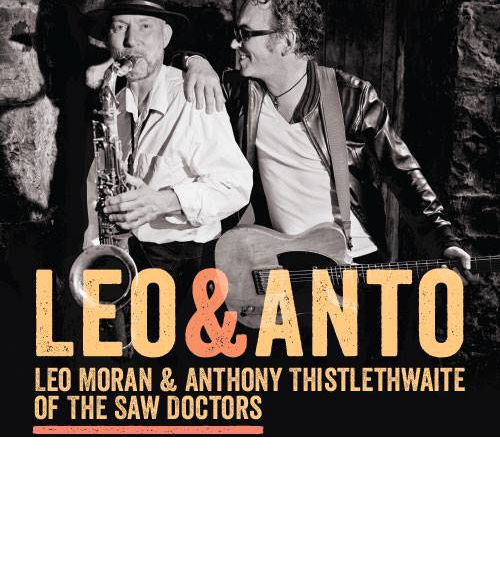 LEO&ANTO
LEO MORAN & ANTHONY THISTLETHWAITE
OF THE SAW DOCTORS